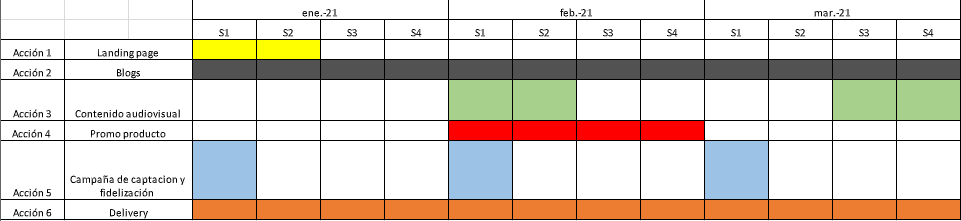 ene.-21 feb.-21 mar.-21
S1 S2 S3 S4 S1 S2 S3 S4 S1 S2 S3 S4
Acción 1 Landing page
Acción 2 Blogs
Acción 3 Contenido audiovisual
Acción 4 Promo producto
Campaña de captacion y
Acción 5 fidelización
Acción 6 Delivery